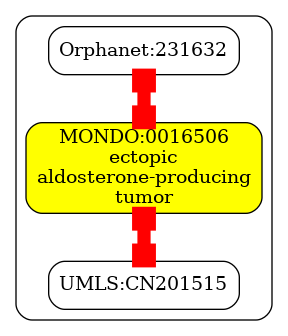 Orphanet:231632
MONDO:0016506
ectopic
aldosterone-producing
tumor
UMLS:CN201515